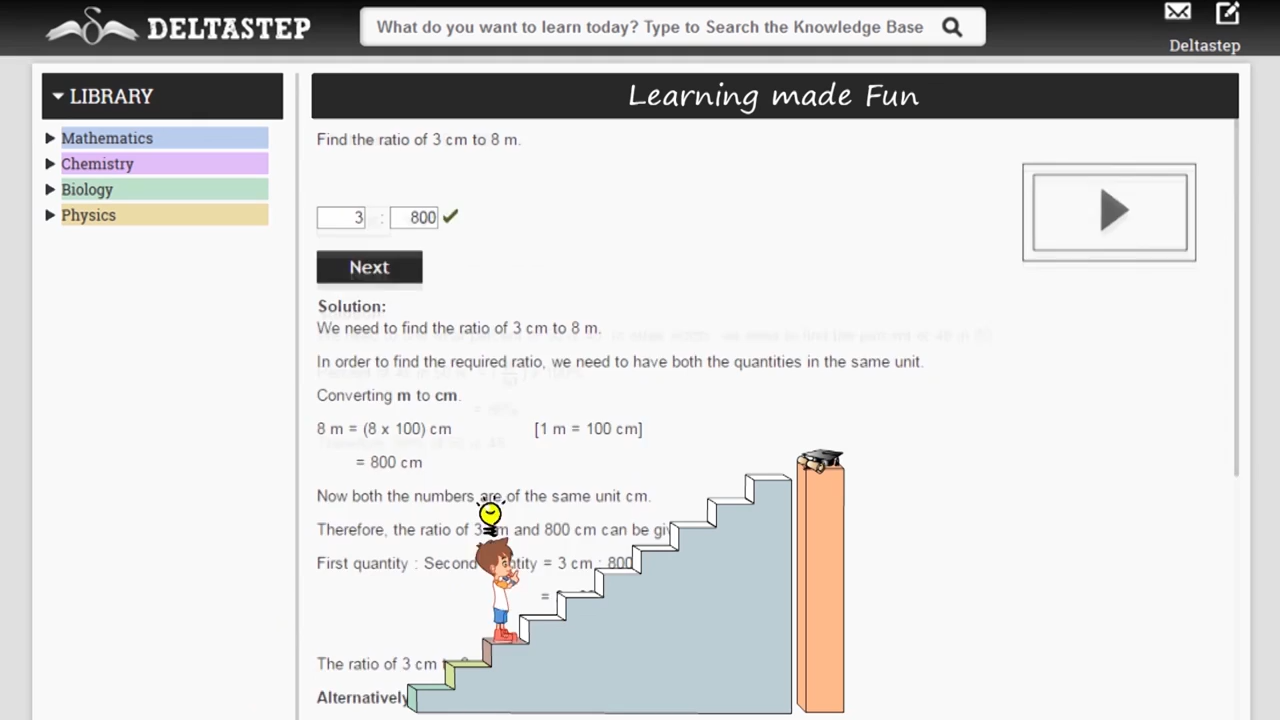 DELTASTEP
What do you want to learn today? Type to Search the Knowledge Base
Deltastep
LIBRARY
Mathematics
Chemistry
Biology
Physics
Learning made Fun
Find the ratio of 3 cm to 8 m.
3 : 800
Next
Solution:
We need to find the ratio of 3 cm to 8 m.
In order to find the required ratio, we need to have both the quantities in the same unit.
Converting m to cm.
8 m = (8 x 100) cm [1 m = 100 cm]
= 800 cm
Now both the numbers are of the same unit cm.
Therefore, the ratio of 3 cm and 800 cm can be
First quantity : Second quantity = 3 cm : 800
=
The ratio of 3 cm
Alternatively